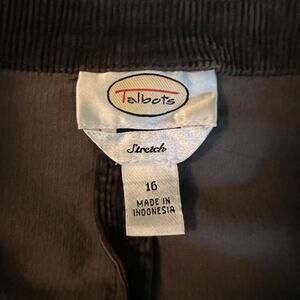 Talbots
Stretch
16
MADE IN
INDONESIA